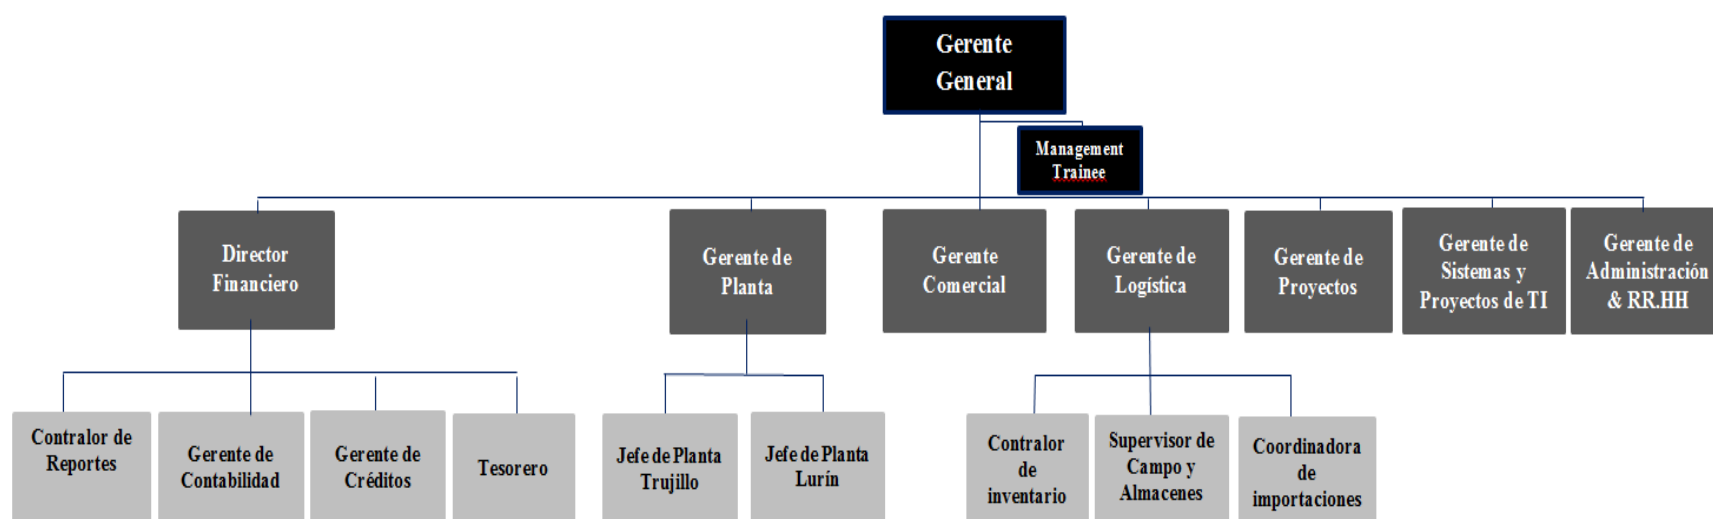 Gerente
General
Management
Trainee
Director
Financiero
Gerente de
Planta
Gerente
Comercial
Gerente de
Logística
Gerente de
Proyectos
Gerente de
Sistemas y
Proyectos de TI
Gerente de
Administración
& RR.HH
Contralor de
Reportes
Gerente de
Contabilidad
Gerente de
Créditos
Tesorero
Jefe de Planta
Trujillo
Jefe de Planta
Lurín
Contralor
de
inventario
Supervisor de
Campo y
Almacenes
Coordinadora
de
importaciones